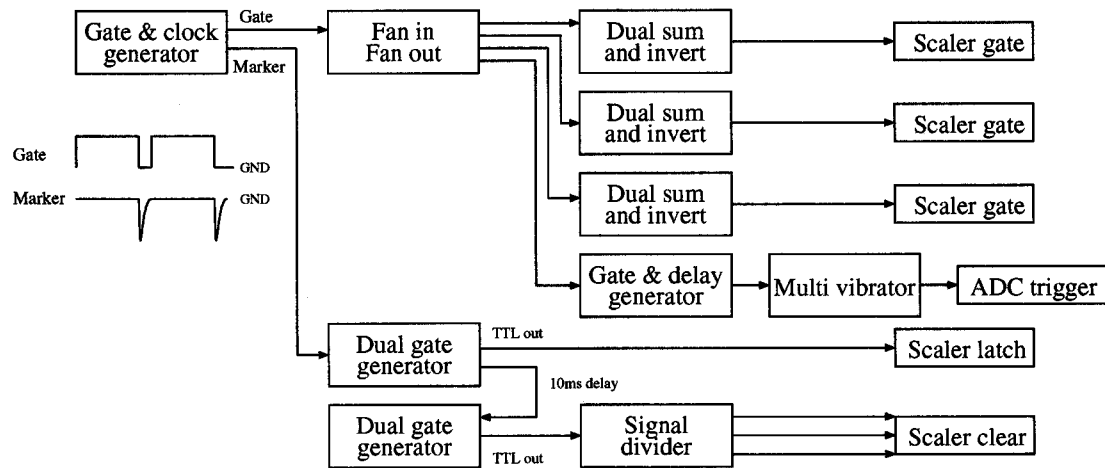 Gate & clock
generator
Gate
Marker
Fan in
Fan out
Dual sum
and invert
Scaler gate
Dual sum
and invert
Scaler gate
Gate
GND
Marker
GND
Dual sum
and invert
Scaler gate
Gate & delay
generator
Multi vibrator
ADC trigger
Dual gate
generator
TTL out
Scaler latch
10ms delay
Dual gate
generator
TTL out
Signal
divider
Scaler clear